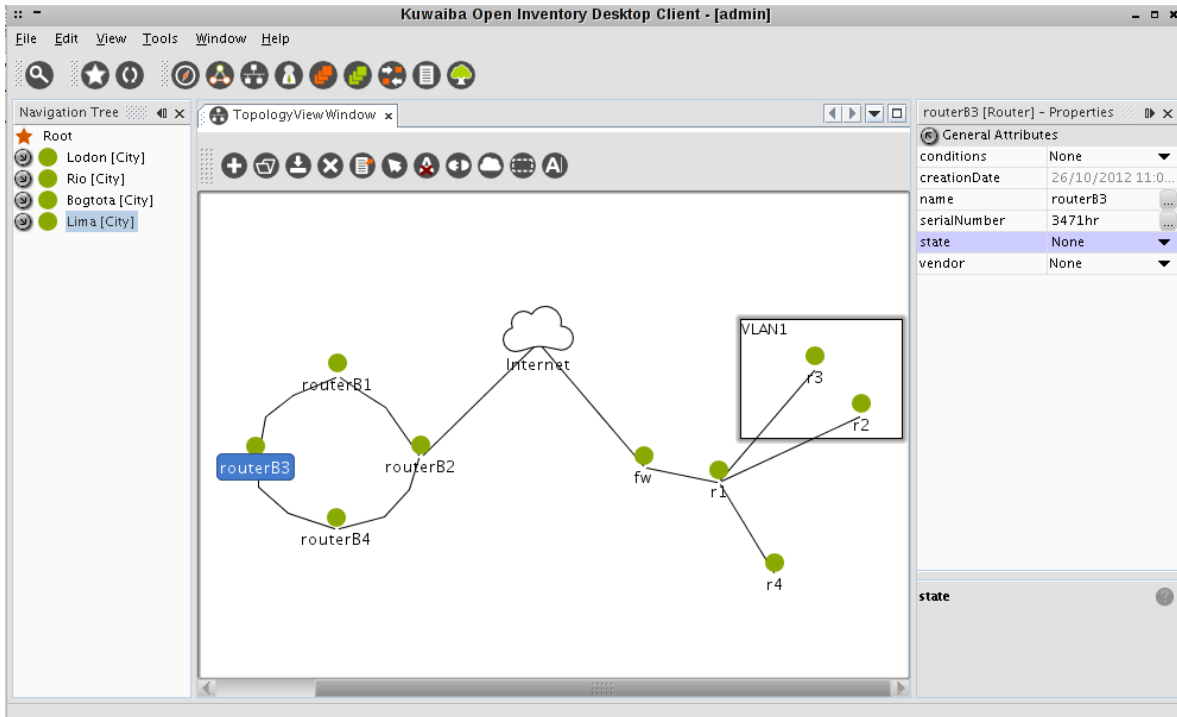 Kuwaiba Open Inventory Desktop Client - [admin]
File Edit View Tools Window Help
Navigation Tree
Root
Lodon [City]
Rio [City]
Bogtota [City]
Lima [City]
TopologyViewWindow
Internet
VLAN1
r3
r2
routerB1
routerB3
routerB2
fw
r1
routerB4
r4
routerB3 [Router] - Properties
General Attributes
conditions None
creationDate 26/10/2012 11:0...
name routerB3 ...
serialNumber 3471hr ...
state None
vendor None
state